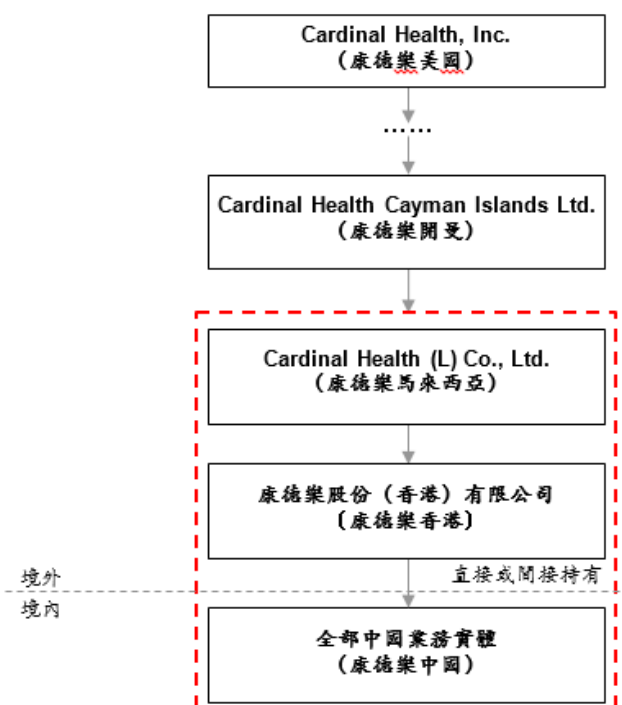 Cardinal Health, Inc.
（康德樂美國）
……
Cardinal Health Cayman Islands Ltd.
（康德樂開曼）
Cardinal Health (L) Co., Ltd.
（康德樂馬來西亞）
康德樂股份（香港）有限公司
〔康德樂香港〕
境外
直接或間接持有
境內
全部中國業務實體
（康德樂中國）